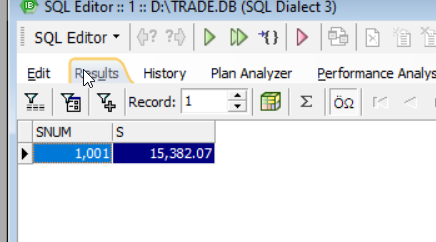 SQL Editor :: 1 :: D:\TRADE.DB (SQL Dialect 3)
SQL Editor
Edit Results History Plan Analyzer Performance Analys
Record: 1 Σ ÖΩ
SNUM S
1,001 15,382.07